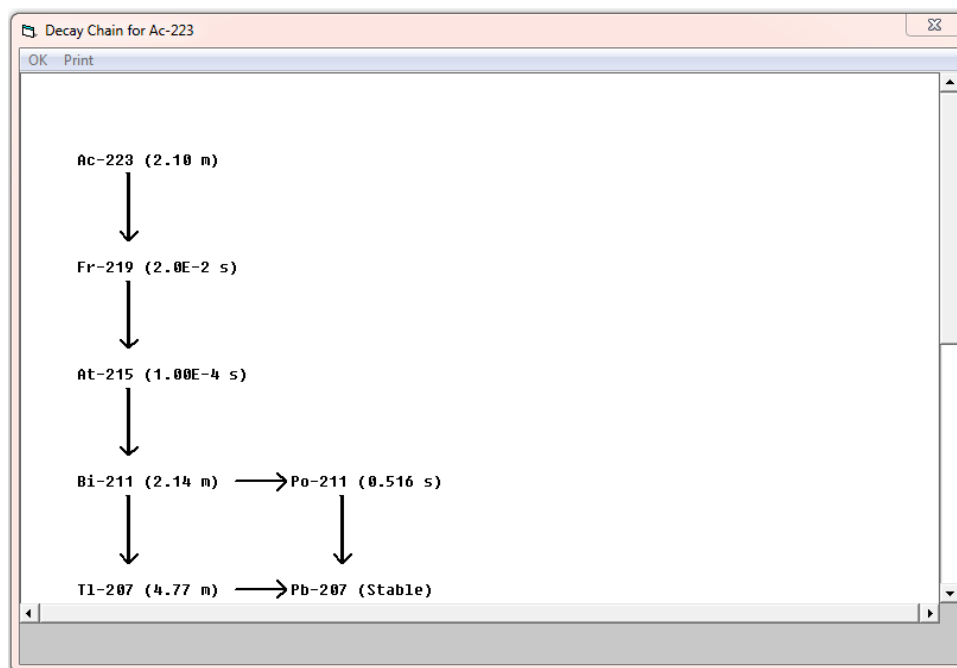 Decay Chain for Ac-223
OK Print
Ac-223 (2.10 m)
Fr-219 (2.0E-2 s)
At-215 (1.00E-4 s)
Bi-211 (2.14 m) Po-211 (0.516 s)
Tl-207 (4.77 m) Pb-207 (Stable)